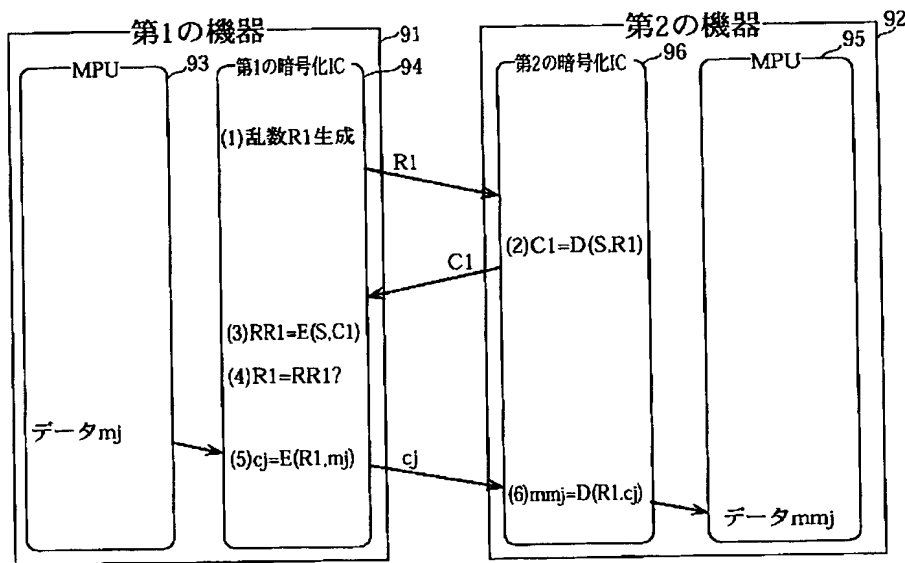 第1の機器
91
MPU
93
第1の暗号化IC
94
(1)乱数R1生成
R1
C1
(3)RR1=E(S,C1)
(4)R1=RR1?
データmj
(5)cj=E(R1,mj)
cj
第2の機器
92
第2の暗号化IC
96
MPU
95
(2)C1=D(S,R1)
(6)mmj=D(R1.cj)
データmmj